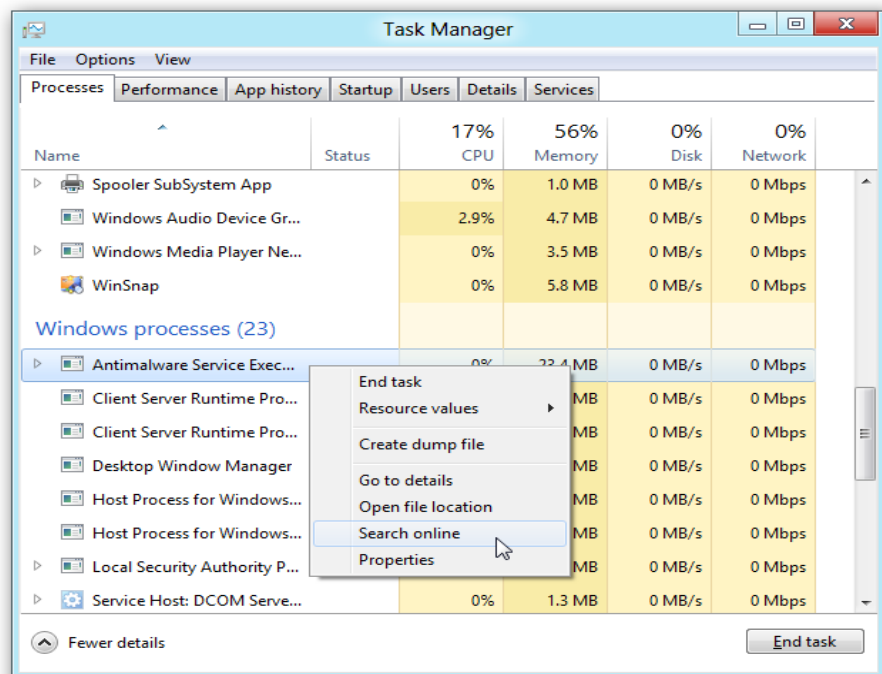 Task Manager
File Options View
Processes Performance App history Startup Users Details Services
17% 56% 0% 0%
Name Status CPU Memory Disk Network
Spooler SubSystem App 0% 1.0 MB 0 MB/s 0 Mbps
Windows Audio Device Gr... 2.9% 4.7 MB 0 MB/s 0 Mbps
Windows Media Player Ne... 0% 3.5 MB 0 MB/s 0 Mbps
WinSnap 0% 5.8 MB 0 MB/s 0 Mbps
Windows processes (23)
Antimalware Service Exec... 0% 23.4 MB 0 MB/s 0 Mbps
Client Server Runtime Pro... MB 0 MB/s 0 Mbps
Client Server Runtime Pro... MB 0 MB/s 0 Mbps
Desktop Window Manager MB 0 MB/s 0 Mbps
Host Process for Windows... MB 0 MB/s 0 Mbps
Host Process for Windows... MB 0 MB/s 0 Mbps
Local Security Authority P... MB 0 MB/s 0 Mbps
Service Host: DCOM Serve... 0% 1.3 MB 0 MB/s 0 Mbps
End task
Resource values
Create dump file
Go to details
Open file location
Search online
Properties
Fewer details End task